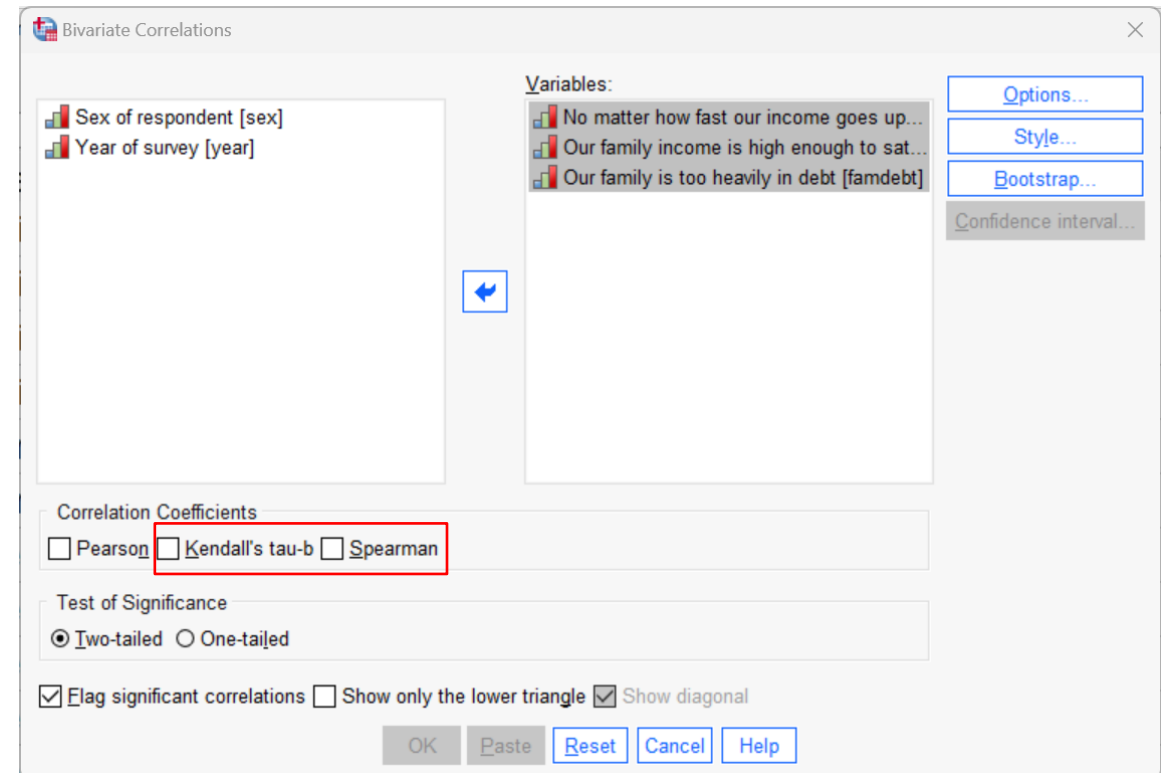 Bivariate Correlations
Variables:
Sex of respondent [sex]
Year of survey [year]
No matter how fast our income goes up...
Our family income is high enough to sat...
Our family is too heavily in debt [famdebt]
Options...
Style...
Bootstrap...
Confidence interval...
Correlation Coefficients
Pearson Kendall's tau-b Spearman
Test of Significance
Two-tailed One-tailed
Flag significant correlations Show only the lower triangle Show diagonal
OK Paste Reset Cancel Help